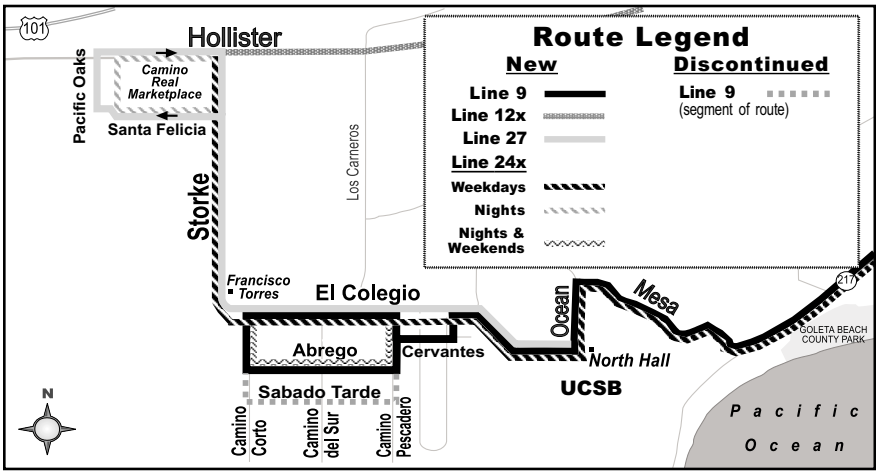 101
Hollister
Pacific Oaks
Camino
Real
Marketplace
Santa Felicia
Storke
Los Carneros
Route Legend
New
Discontinued
Line 9
Line 12x
Line 27
Line 24x
Weekdays
Nights
Nights &
Weekends
Line 9
(segment of route)
Francisco
Torres
El Colegio
Ocean
Mesa
217
GOLETA BEACH
COUNTY PARK
Abrego
Cervantes
North Hall
UCSB
Sabado Tarde
Camino
Corto
Camino
del Sur
Camino
Pescadero
N
Pacific
Ocean